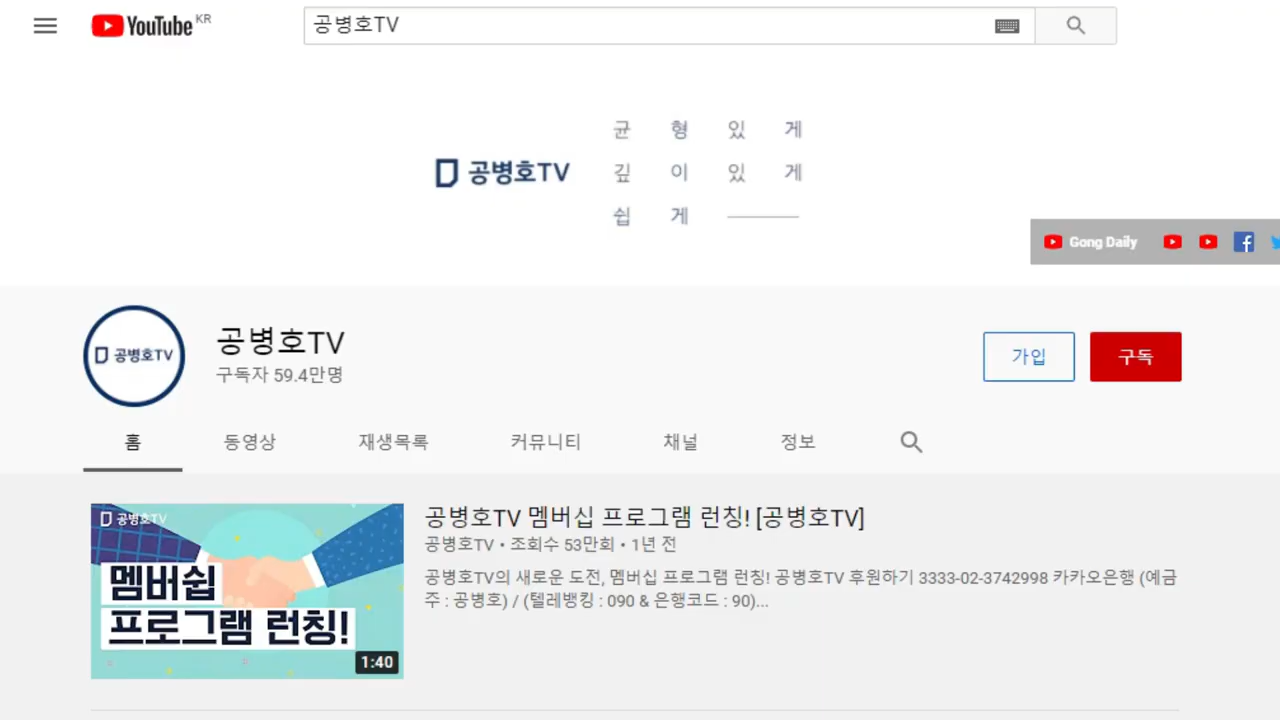 YouTube KR
공병호TV
공병호TV
균형있게
깊이있게
쉽게
Gong Daily
공병호TV
공병호TV
구독자 59.4만명
가입
구독
홈 동영상 재생목록 커뮤니티 채널 정보
공병호TV
멤버쉽
프로그램 런칭!
1:40
공병호TV 멤버십 프로그램 런칭! [공병호TV]
공병호TV • 조회수 53만회 • 1년 전
공병호TV의 새로운 도전, 멤버십 프로그램 런칭! 공병호TV 후원하기 3333-02-3742998 카카오은행 (예금
주 : 공병호) / (텔레뱅킹 : 090 & 은행코드 : 90)...